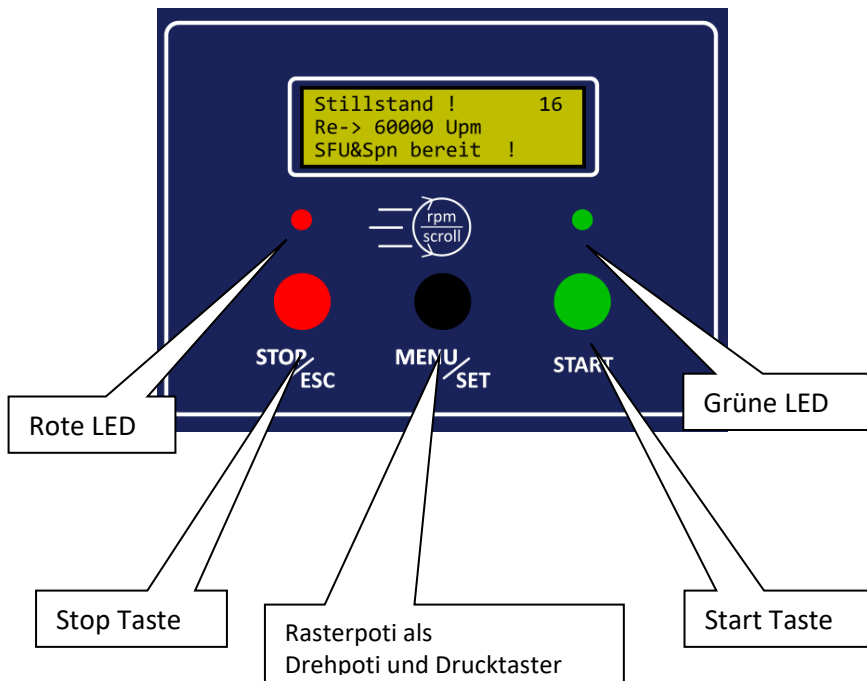 Stillstand ! 16
Re-> 60000 Upm
SFU&Spn bereit !
rpm
scroll
STOP/ESC
MENU/SET
START
Rote LED
Grüne LED
Stop Taste
Rasterpoti als
Drehpoti und Drucktaster
Start Taste